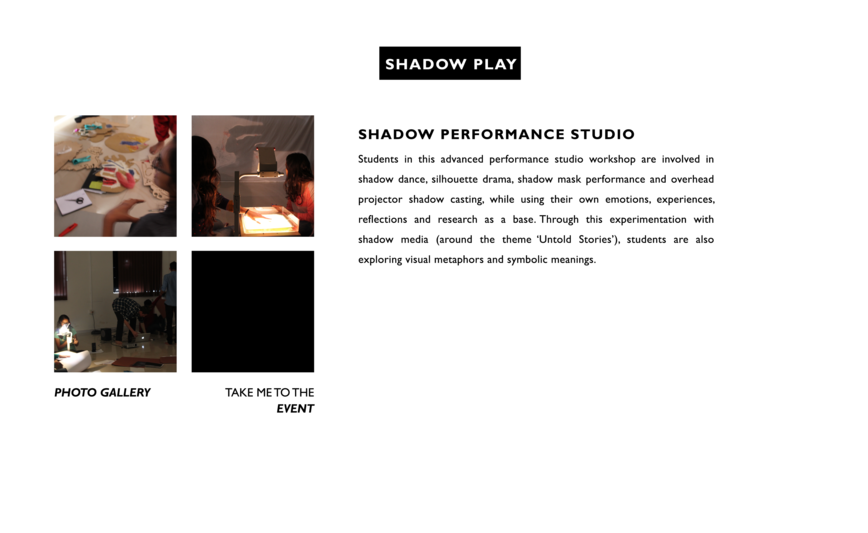 SHADOW PLAY
SHADOW PERFORMANCE STUDIO
Students in this advanced performance studio workshop are involved in
shadow dance, silhouette drama, shadow mask performance and overhead
projector shadow casting, while using their own emotions, experiences,
reflections and research as a base. Through this experimentation with
shadow media (around the theme ‘Untold Stories’), students are also
exploring visual metaphors and symbolic meanings.
PHOTO GALLERY
TAKE ME TO THE
EVENT